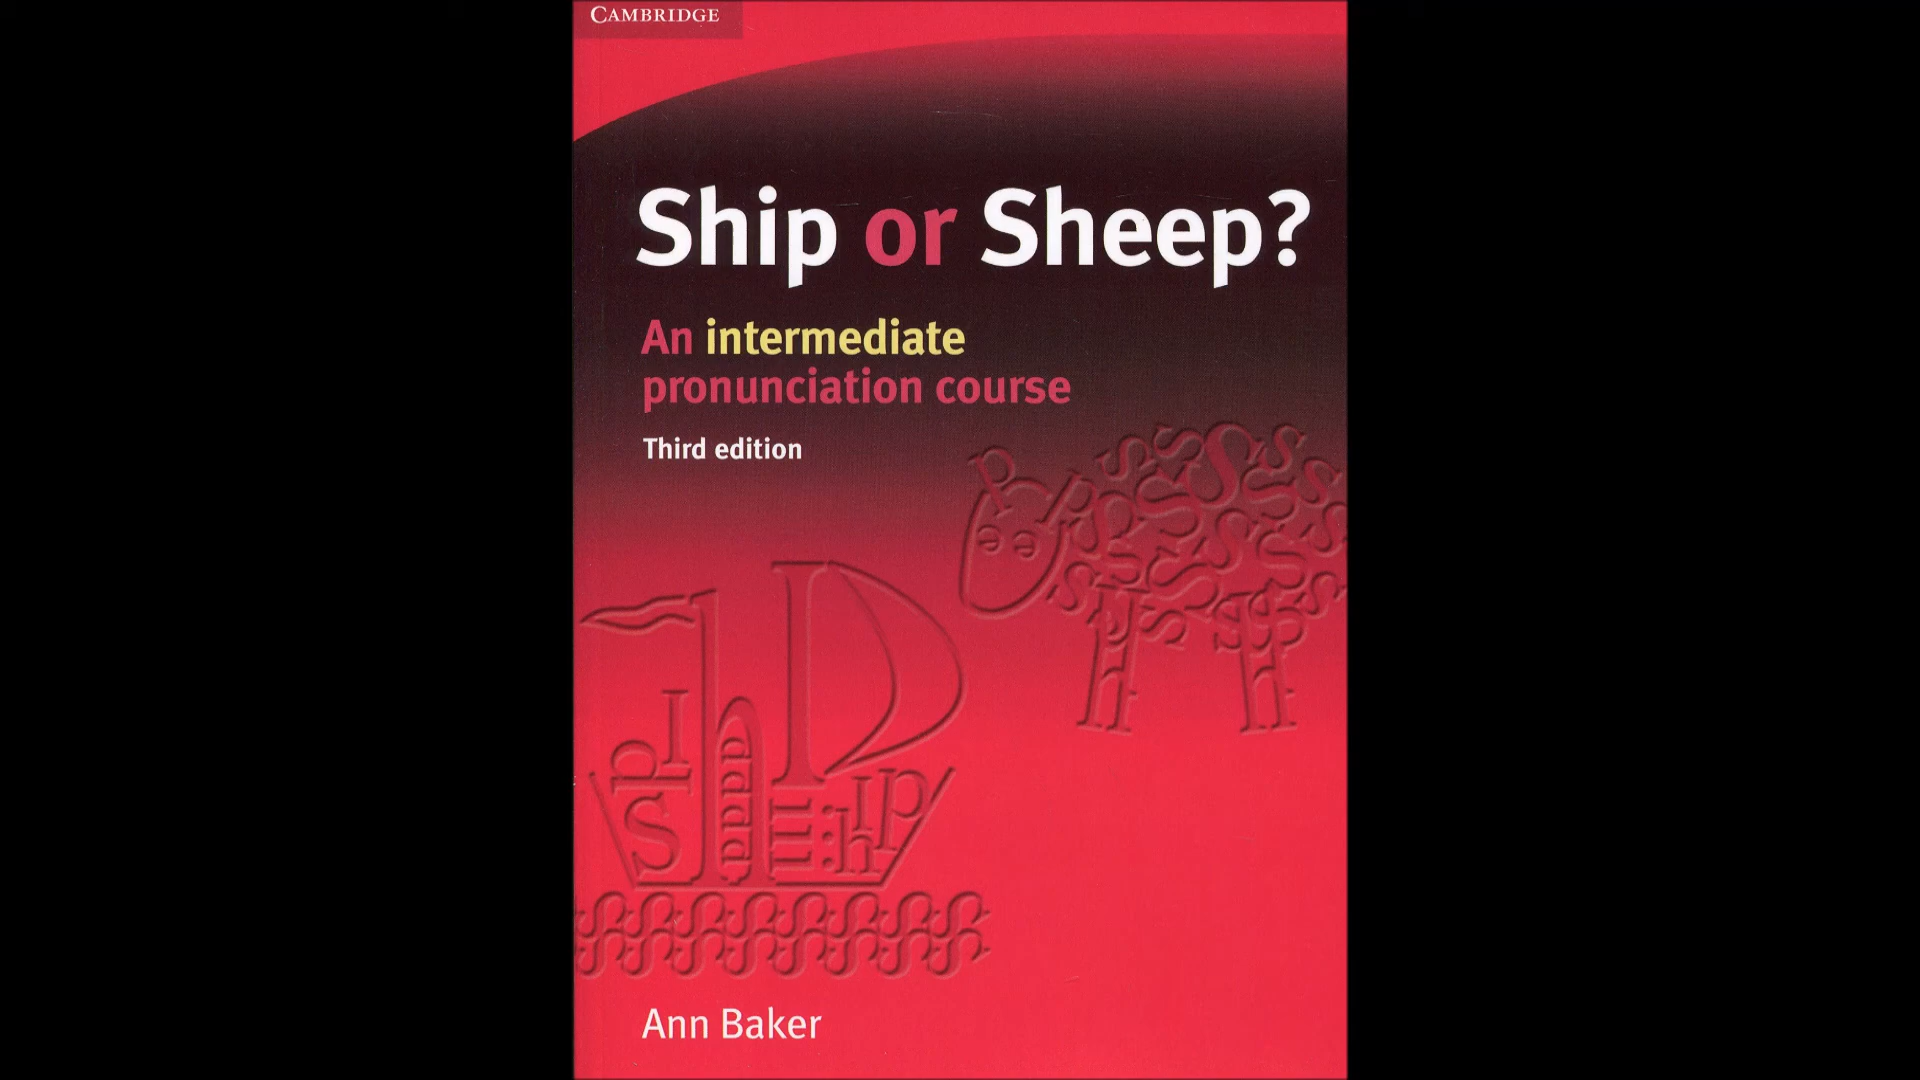 CAMBRIDGE
Ship or Sheep?
An intermediate
pronunciation course
Third edition
Ann Baker